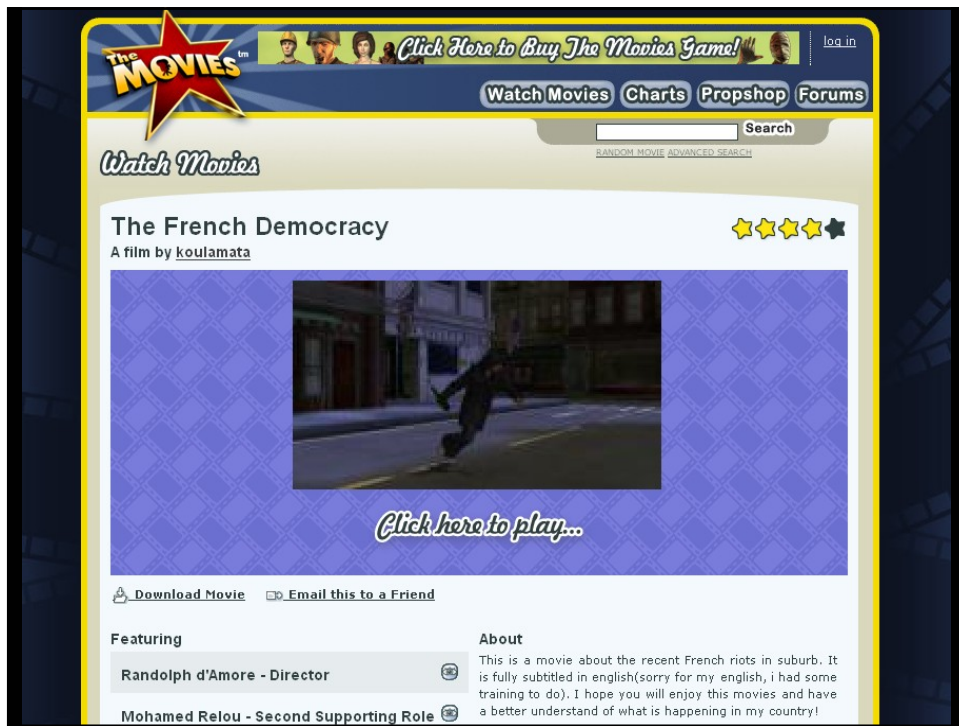 The
MOVIES tm
Click Here to Buy The Movies Game!
log in
Watch Movies
Charts
Propshop
Forums
Search
RANDOM MOVIE ADVANCED SEARCH
Watch Movies
The French Democracy
A film by koulamata
Click here to play...
Download Movie
Email this to a Friend
Featuring
Randolph d'Amore - Director
Mohamed Relou - Second Supporting Role
About
This is a movie about the recent French riots in suburb. It
is fully subtitled in english(sorry for my english, i had some
training to do). I hope you will enjoy this movies and have
a better understand of what is happening in my country!